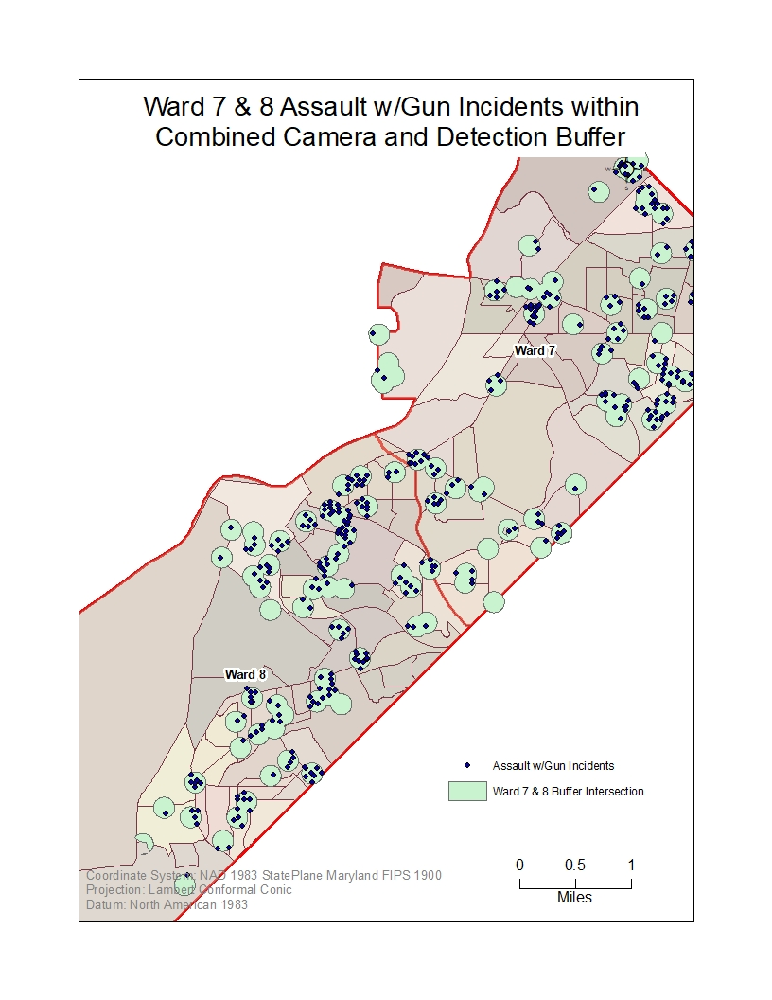 Ward 7 & 8 Assault w/Gun Incidents within
Combined Camera and Detection Buffer
W
S
Ward 7
Ward 8
Assault w/Gun Incidents
Ward 7 & 8 Buffer Intersection
0 0.5 1
Miles
Coordinate System: NAD 1983 StatePlane Maryland FIPS 1900
Projection: Lambert Conformal Conic
Datum: North American 1983